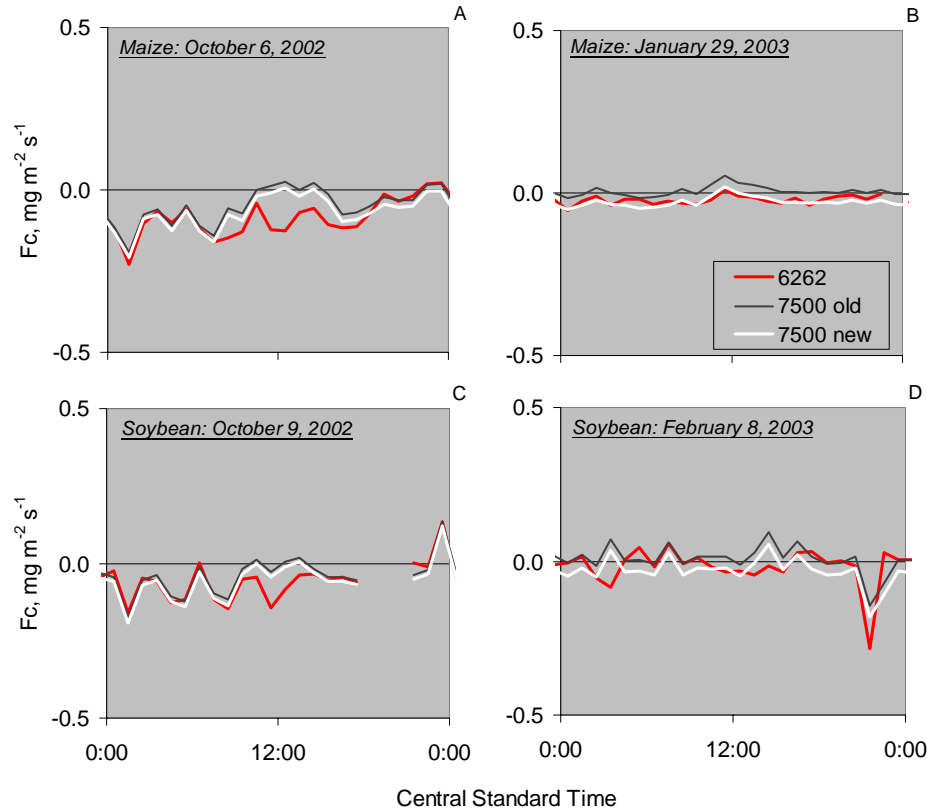 A
B
0.5
Maize: October 6, 2002
0.5
Maize: January 29, 2003
Fc, mg m⁻² s⁻¹
0.0
0.0
6262
7500 old
7500 new
-0.5
-0.5
C
D
0.5
Soybean: October 9, 2002
0.5
Soybean: February 8, 2003
Fc, mg m⁻² s⁻¹
0.0
0.0
-0.5
-0.5
0:00
12:00
0:00
0:00
12:00
0:00
Central Standard Time